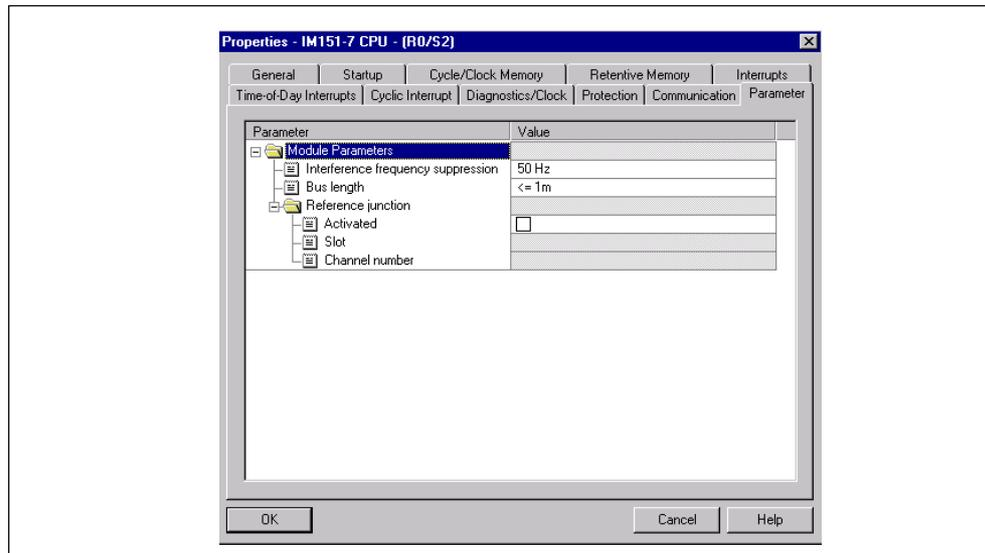 Properties - IM151-7 CPU - (R0/S2)
General Startup Cycle/Clock Memory Retentive Memory Interrupts
Time-of-Day Interrupts Cyclic Interrupt Diagnostics/Clock Protection Communication Parameter
Parameter Value
Module Parameters
Interference frequency suppression 50 Hz
Bus length <= 1m
Reference junction
Activated
Slot
Channel number
OK Cancel Help